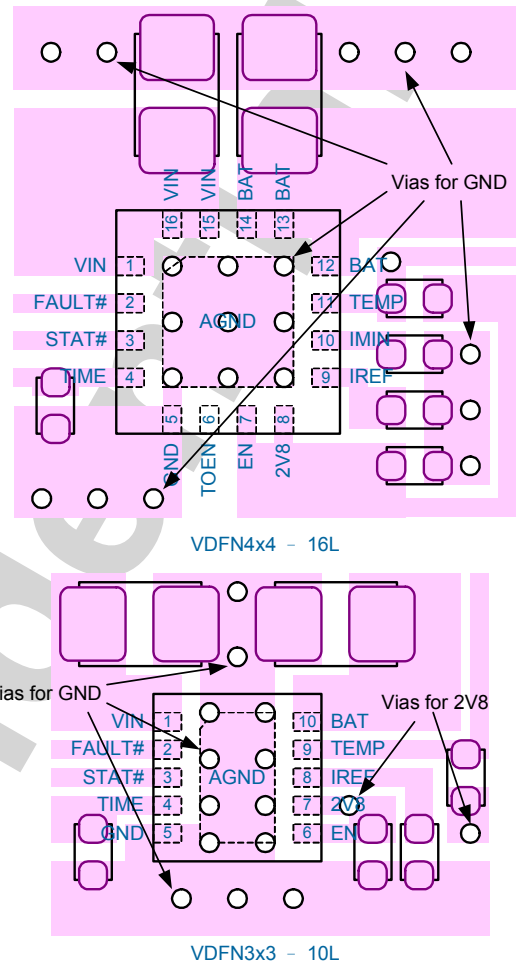 VIN VIN BAT BAT
16 15 14 13
Vias for GND
VIN 1 12 BAT
FAULT# 2 11 TEMP
STAT# 3 AGND 10 IMIN
TIME 4 9 IREF
5 6 7 8
GND TOEN EN 2V8
VDFN4x4 – 16L
ias for GND
Vias for 2V8
VIN 1 10 BAT
FAULT# 2 9 TEMP
STAT# 3 AGND 8 IREF
TIME 4 7 2V8
GND 5 6 EN
VDFN3x3 – 10L